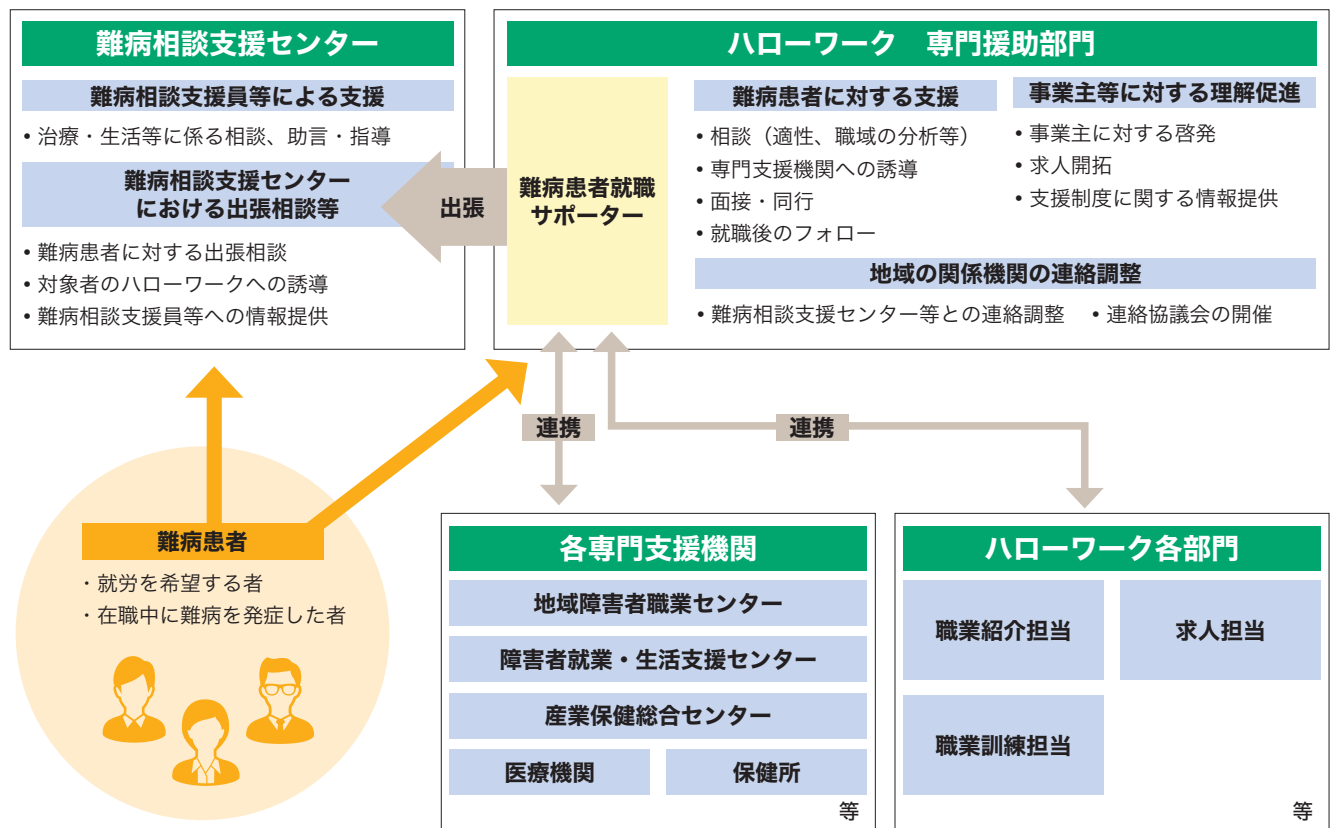 難病相談支援センター
難病相談支援員等による支援
• 治療・生活等に係る相談、助言・指導
難病相談支援センター
における出張相談等
• 難病患者に対する出張相談
• 対象者のハローワークへの誘導
• 難病相談支援員等への情報提供
出張
ハローワーク　専門援助部門
難病患者就職
サポーター
難病患者に対する支援
• 相談（適性、職域の分析等）
• 専門支援機関への誘導
• 面接・同行
• 就職後のフォロー
事業主等に対する理解促進
• 事業主に対する啓発
• 求人開拓
• 支援制度に関する情報提供
地域の関係機関の連絡調整
• 難病相談支援センター等との連絡調整　• 連絡協議会の開催
連携
連携
難病患者
・就労を希望する者
・在職中に難病を発症した者
各専門支援機関
地域障害者職業センター
障害者就業・生活支援センター
産業保健総合センター
医療機関
保健所
等
ハローワーク各部門
職業紹介担当
求人担当
職業訓練担当
等